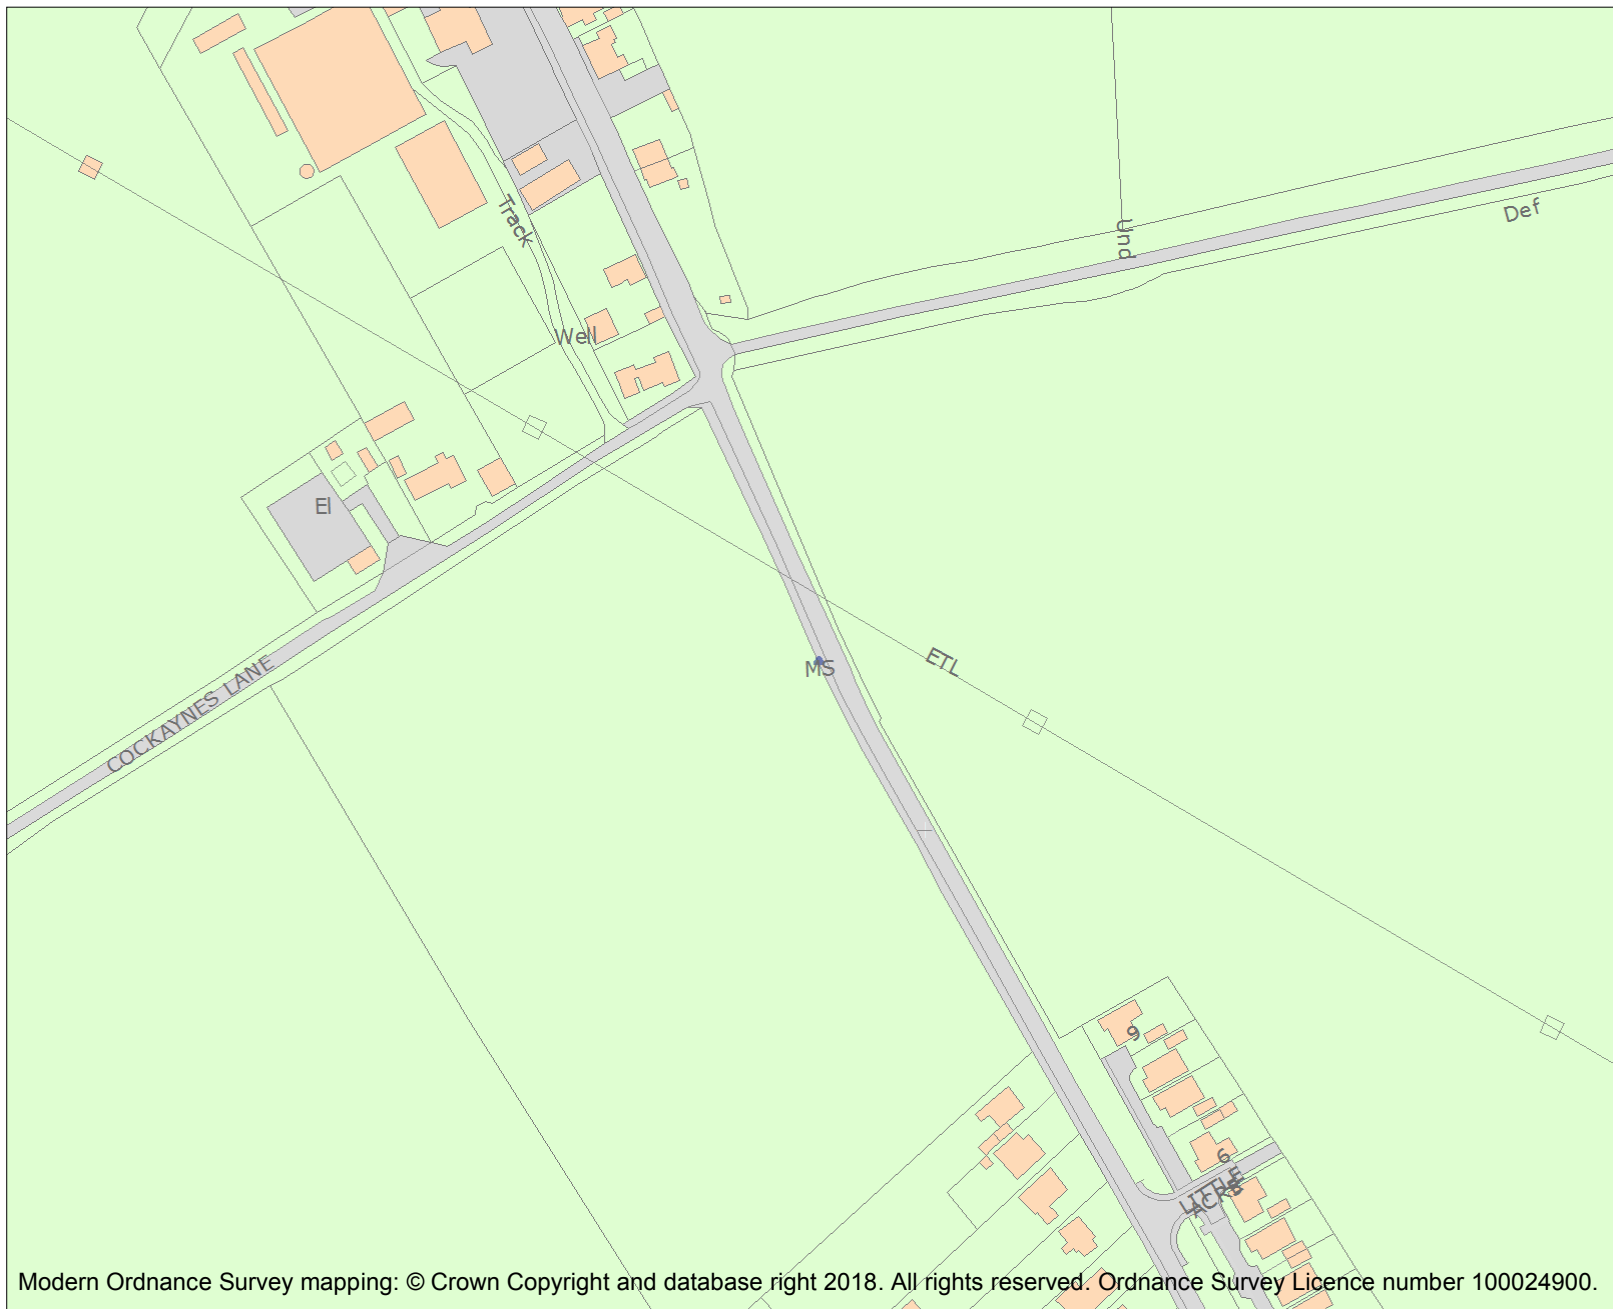 Track
Und
Def
Well
El
COCKAYNES LANE
MS
ETL
9
6
LITTLE
ACRE
Modern Ordnance Survey mapping: © Crown Copyright and database right 2018. All rights reserved. Ordnance Survey Licence number 100024900.